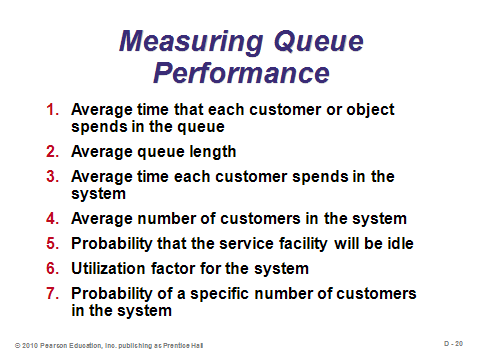 Measuring Queue
Performance
1. Average time that each customer or object
spends in the queue
2. Average queue length
3. Average time each customer spends in the
system
4. Average number of customers in the system
5. Probability that the service facility will be idle
6. Utilization factor for the system
7. Probability of a specific number of customers
in the system
© 2010 Pearson Education, Inc. publishing as Prentice Hall
D - 20